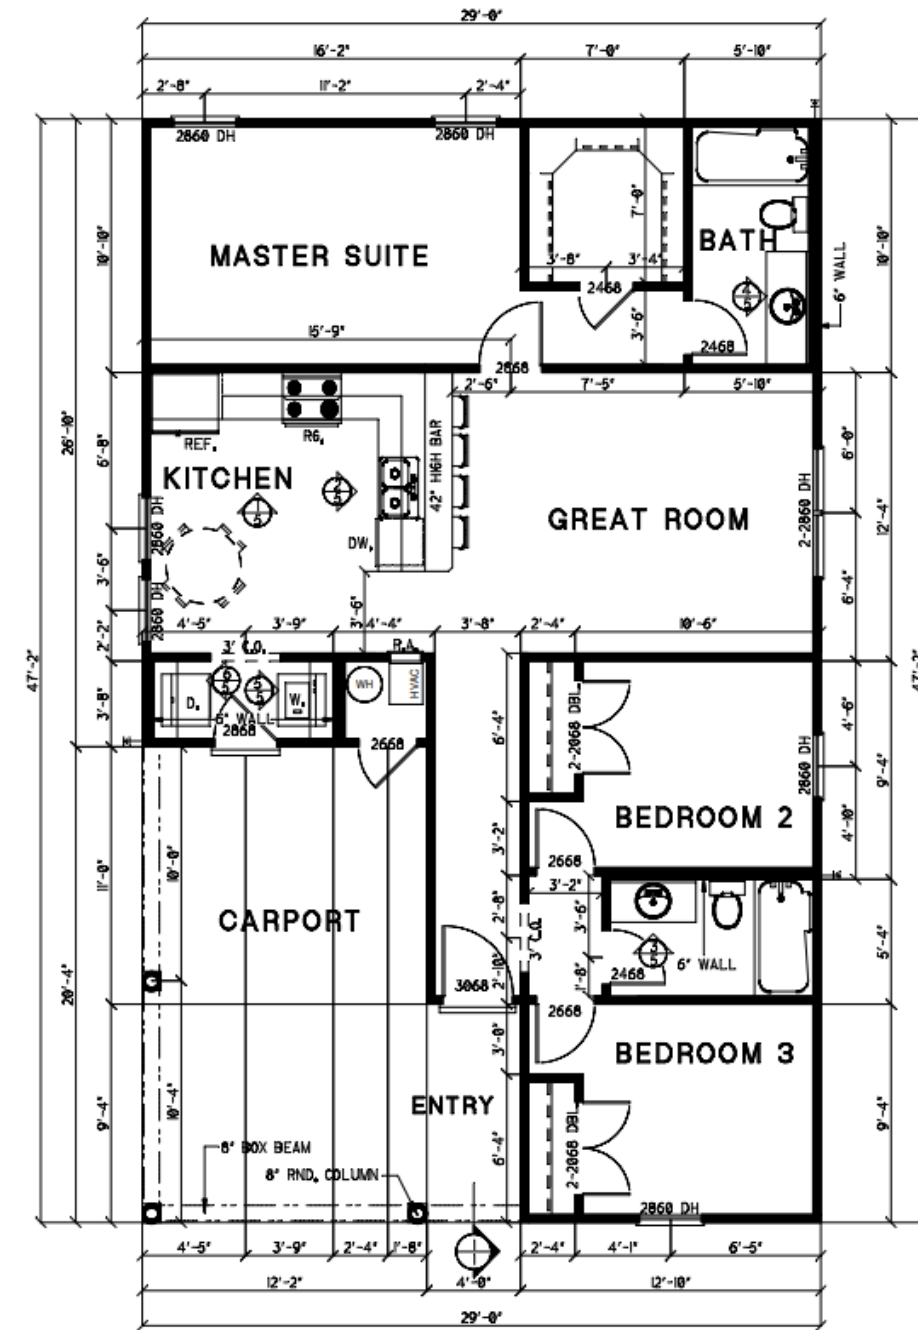 29'-0"
16'-2" 7'-0" 5'-10"
2'-8" 11'-2" 2'-4"
2860 DH 2860 DH
10'-10"
7'-0"
10'-10"
MASTER SUITE
BATH
3'-8" 3'-4"
2468
6" WALL
3'-6"
15'-9"
2468
2868
2'-6" 7'-5" 5'-10"
26'-10"
6'-8"
REF.
RG.
42" HIGH BAR
6'-0"
KITCHEN
2860 DH
GREAT ROOM
2-2860 DH
12'-4"
DW.
3'-6"
2860 DH
6'-4"
3'-6"
2'-2"
4'-5" 3'-9" 4'-4" 3'-8" 2'-4" 10'-6"
3' C.O.
R.A.
47'-2"
47'-2"
3'-8"
D.
W.
WH
HVAC
6" WALL
2868
2668
6'-4"
2-2068 DBL.
4'-6"
2860 DH
9'-4"
BEDROOM 2
4'-10"
3'-2"
2668
11'-0"
10'-0"
3'-2"
CARPORT
2'-8"
3' C.O.
3'-6"
5'-4"
6" WALL
2468
2'-10"
1'-8"
3068
20'-4"
2668
3'-0"
BEDROOM 3
9'-4"
10'-4"
ENTRY
6'-4"
2-2068 DBL.
9'-4"
8" BOX BEAM
8" RND. COLUMN
2860 DH
4'-5" 3'-9" 2'-4" 1'-8" 2'-4" 4'-1" 6'-5"
12'-2" 4'-0" 12'-10"
29'-0"